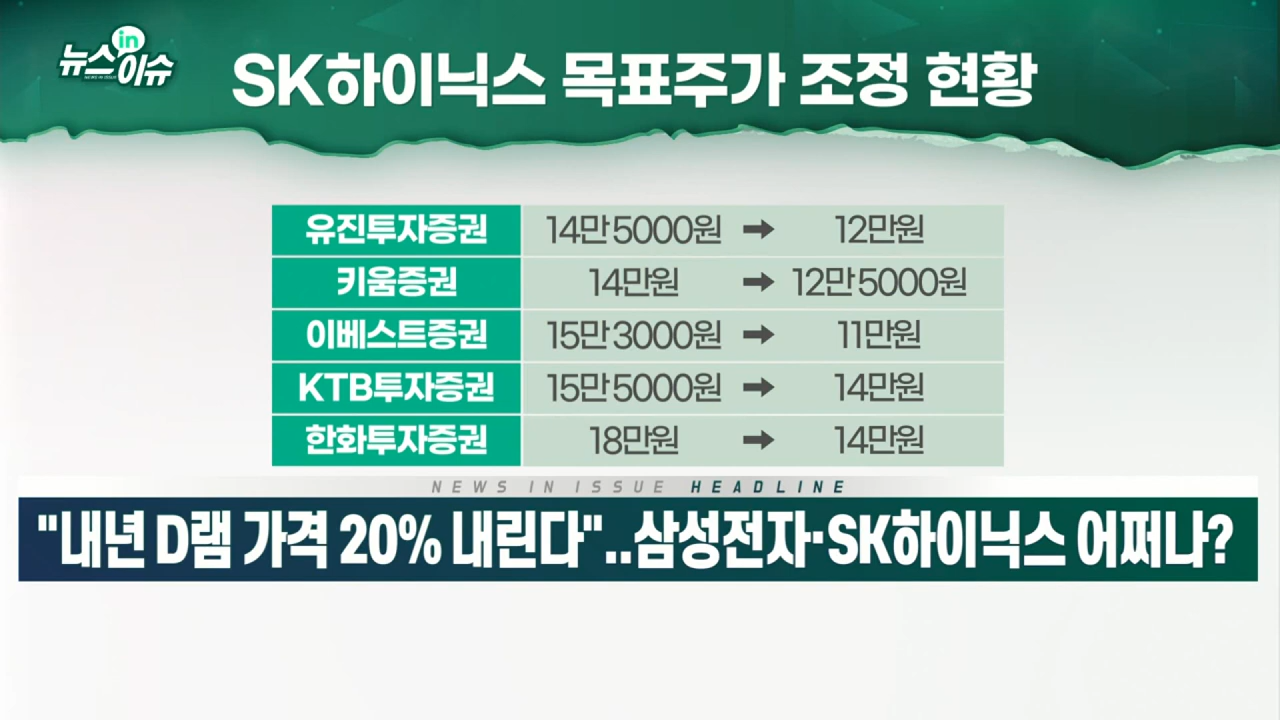 뉴스in이슈
NEWS IN ISSUE
SK하이닉스 목표주가 조정 현황
유진투자증권 14만 5000원 → 12만원
키움증권 14만원 → 12만 5000원
이베스트증권 15만 3000원 → 11만원
KTB투자증권 15만 5000원 → 14만원
한화투자증권 18만원 → 14만원
NEWS IN ISSUE HEADLINE
"내년 D램 가격 20% 내린다"..삼성전자·SK하이닉스 어쩌나?